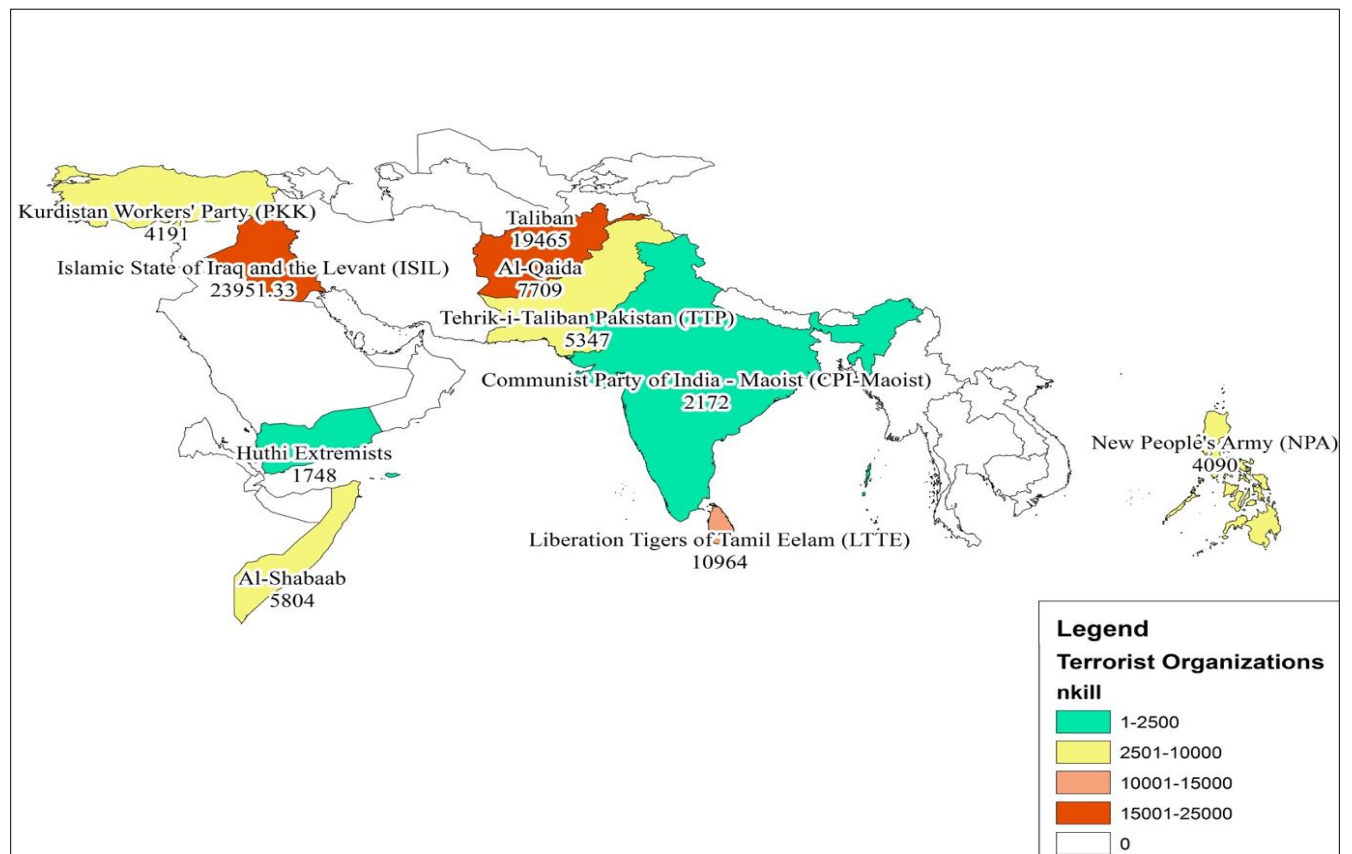 Kurdistan Workers' Party (PKK)
4191
Islamic State of Iraq and the Levant (ISIL)
23951.33
Taliban
19465
Al-Qaida
7709
Tehrik-i-Taliban Pakistan (TTP)
5347
Communist Party of India - Maoist (CPI-Maoist)
2172
Huthi Extremists
1748
New People's Army (NPA)
4090
Liberation Tigers of Tamil Eelam (LTTE)
10964
Al-Shabaab
5804
Legend
Terrorist Organizations
nkill
1-2500
2501-10000
10001-15000
15001-25000
0